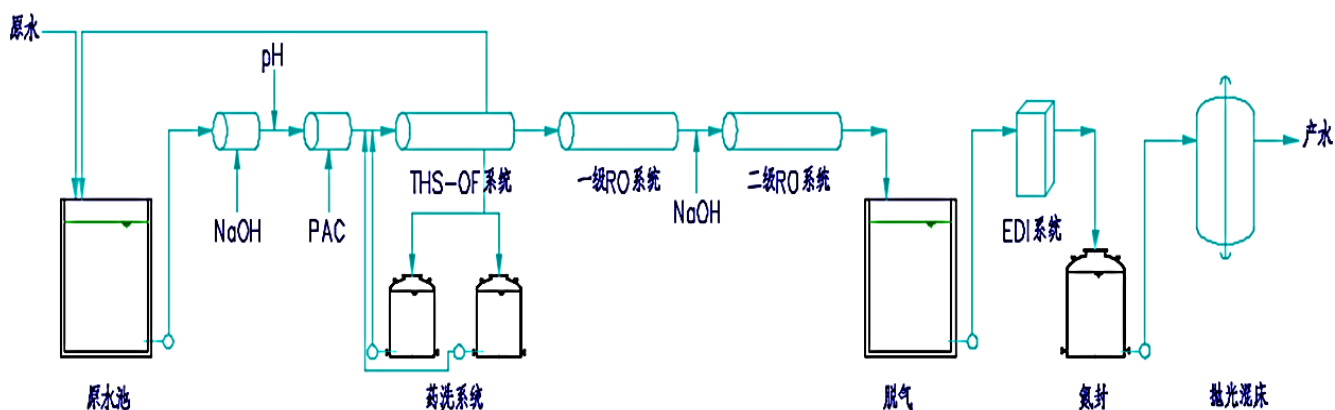 原水
pH
THS-OF系统
一级RO系统
二级RO系统
产水
NaOH
PAC
NaOH
EDI系统
原水池
药洗系统
脱气
氮封
抛光混床